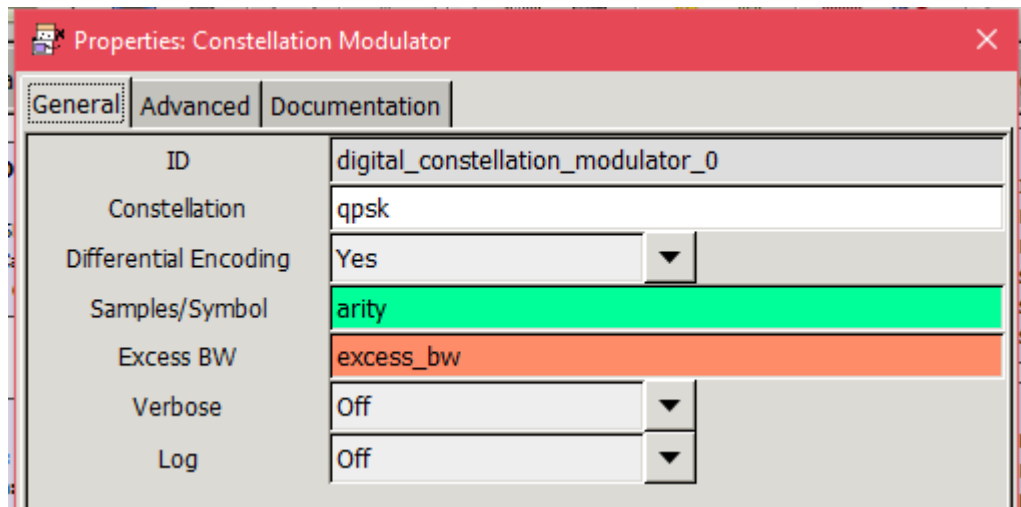 Properties: Constellation Modulator
General Advanced Documentation
ID digital_constellation_modulator_0
Constellation qpsk
Differential Encoding Yes
Samples/Symbol arity
Excess BW excess_bw
Verbose Off
Log Off